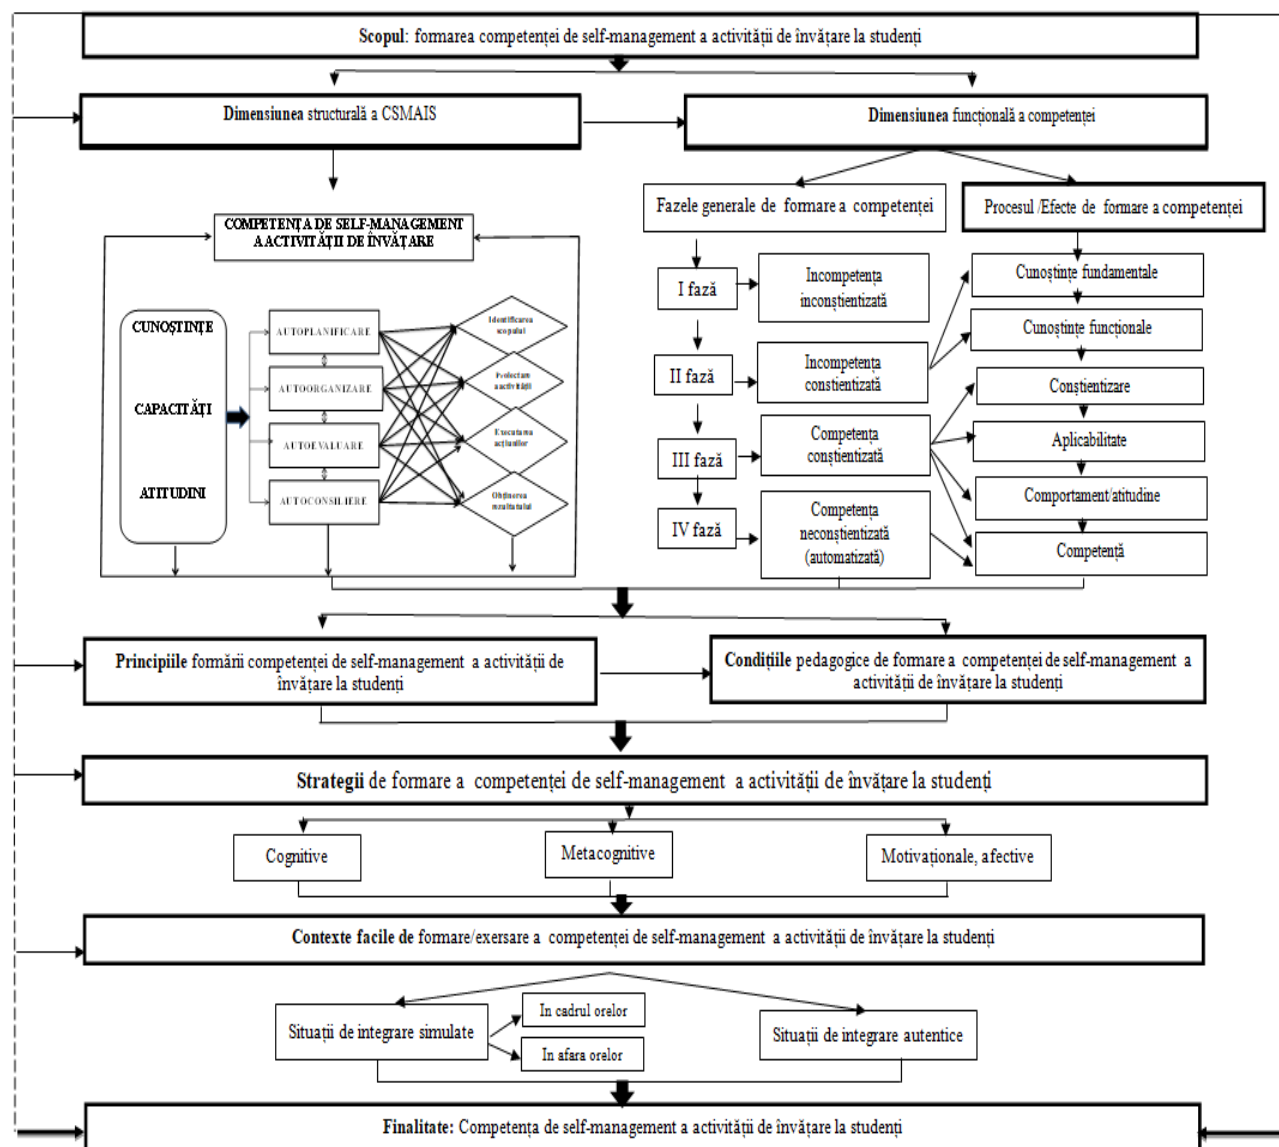 Scopul: formarea competenței de self-management a activității de învățare la studenți
Dimensiunea structurală a CSMAIS
Dimensiunea funcțională a competenței
COMPETENȚA DE SELF-MANAGEMENT
A ACTIVITĂȚII DE ÎNVĂȚARE
CUNOȘTINȚE
CAPACITĂȚI
ATITUDINI
AUTOPLANIFICARE
AUTOORGANIZARE
AUTOEVALUARE
AUTOCONSILIERE
Identificarea
scopului
Proiectare
a activității
Executarea
acțiunilor
Obținerea
rezultatului
Fazele generale de formare a competenței
I fază
Incompetența
inconștientizată
II fază
Incompetența
conștientizată
III fază
Competența
conștientizată
IV fază
Competența
neconștientizată
(automatizată)
Procesul /Efecte de formare a competenței
Cunoștințe fundamentale
Cunoștințe funcționale
Conștientizare
Aplicabilitate
Comportament/atitudine
Competență
Principiile formării competenței de self-management a activității de
învățare la studenți
Condițiile pedagogice de formare a competenței de self-management a
activității de învățare la studenți
Strategii de formare a competenței de self-management a activității de învățare la studenți
Cognitive
Metacognitive
Motivaționale, afective
Contexte facile de formare/exersare a competenței de self-management a activității de învățare la studenți
Situații de integrare simulate
In cadrul orelor
In afara orelor
Situații de integrare autentice
Finalitate: Competența de self-management a activității de învățare la studenți